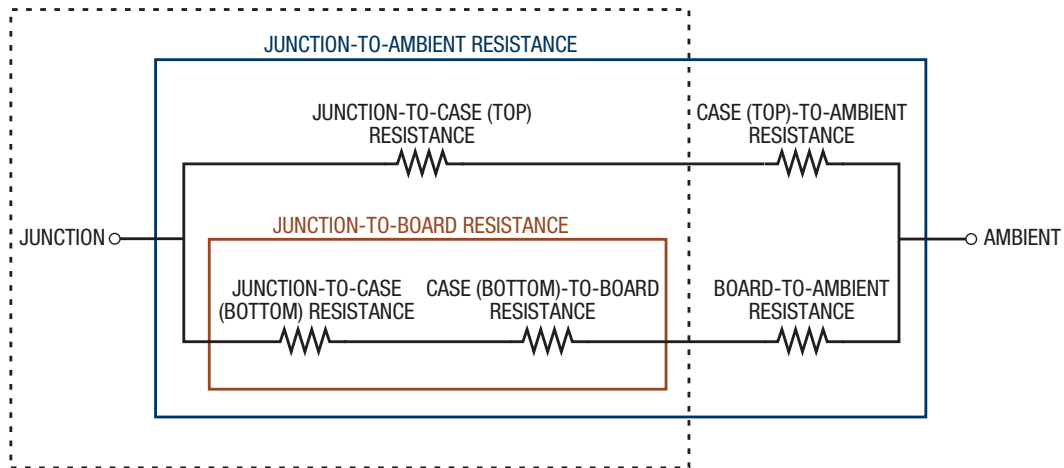 JUNCTION-TO-AMBIENT RESISTANCE
JUNCTION-TO-CASE (TOP)
RESISTANCE
CASE (TOP)-TO-AMBIENT
RESISTANCE
JUNCTION-TO-BOARD RESISTANCE
JUNCTION
AMBIENT
JUNCTION-TO-CASE
(BOTTOM) RESISTANCE
CASE (BOTTOM)-TO-BOARD
RESISTANCE
BOARD-TO-AMBIENT
RESISTANCE